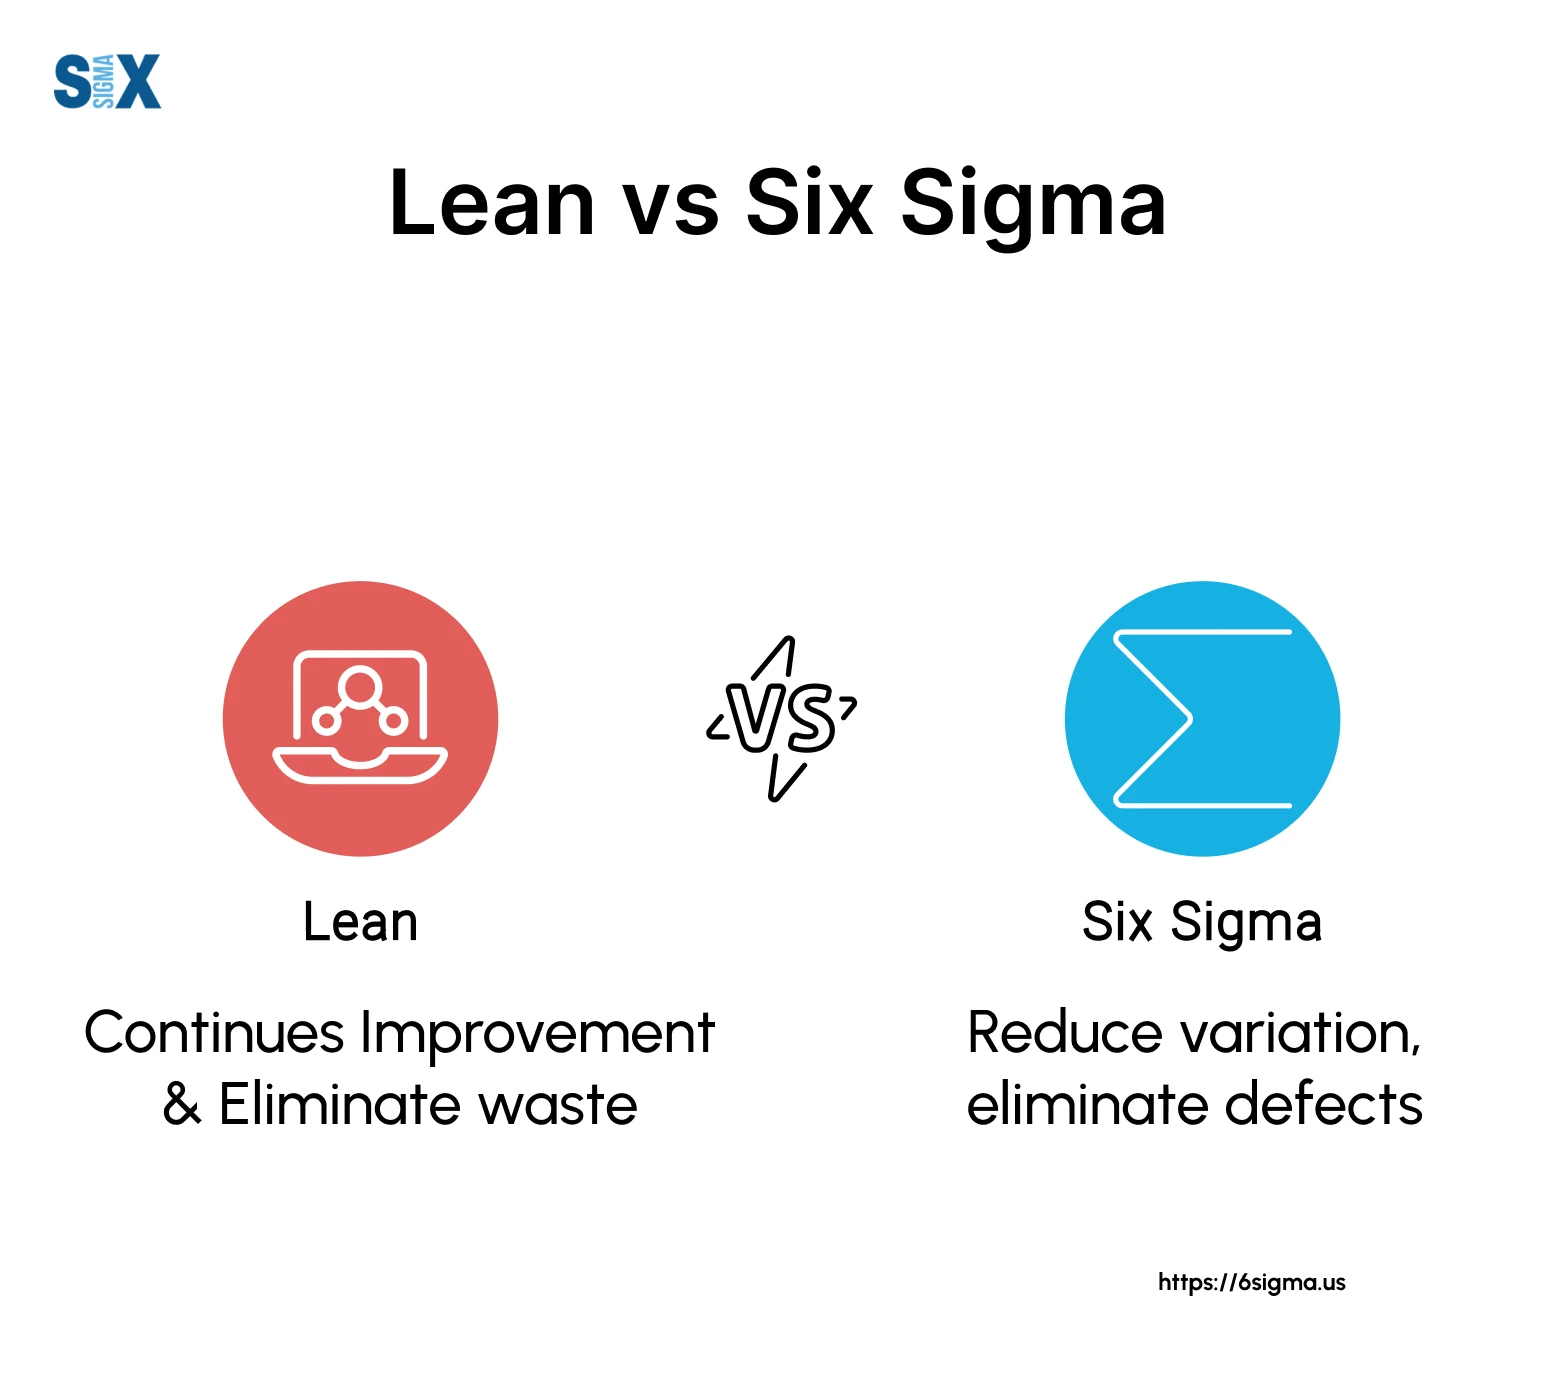 SIX
SIGMA
Lean vs Six Sigma
VS
Lean
Six Sigma
Continues Improvement
& Eliminate waste
Reduce variation,
eliminate defects
https://6sigma.us